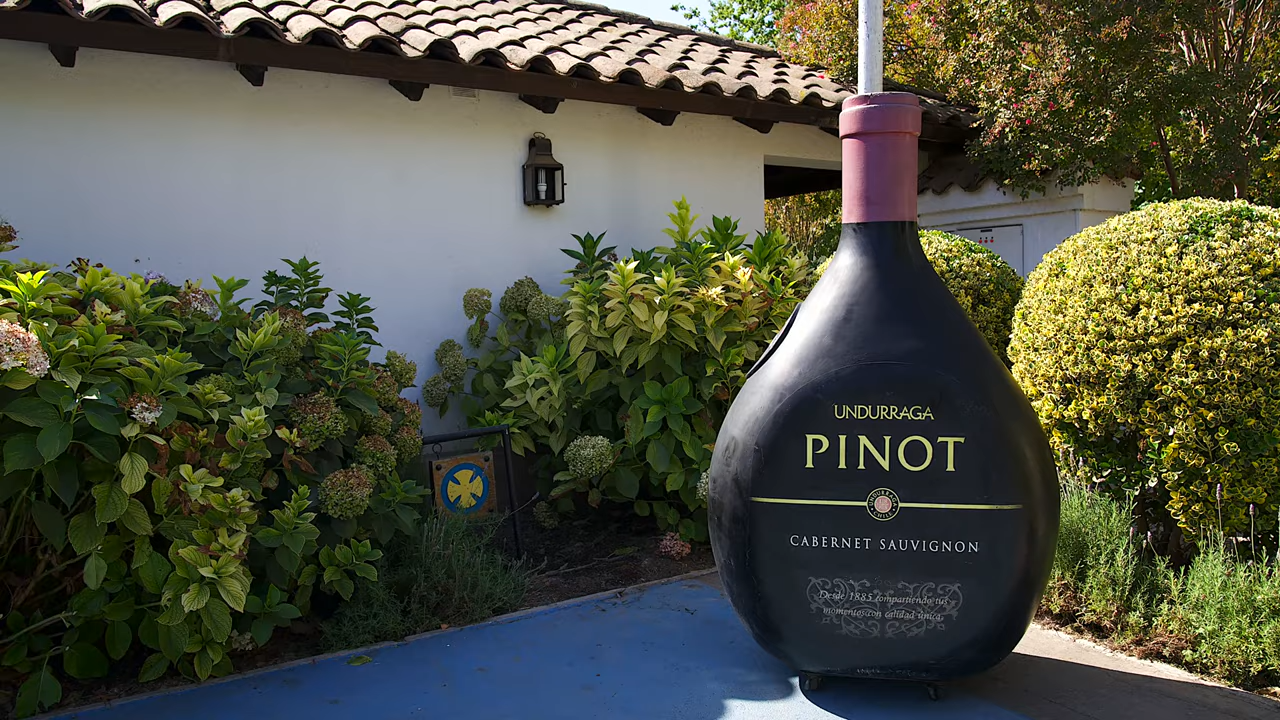 UNDURRAGA
PINOT
CABERNET SAUVIGNON
Desde 1885 compartiendo tus
momentos con calidad única.